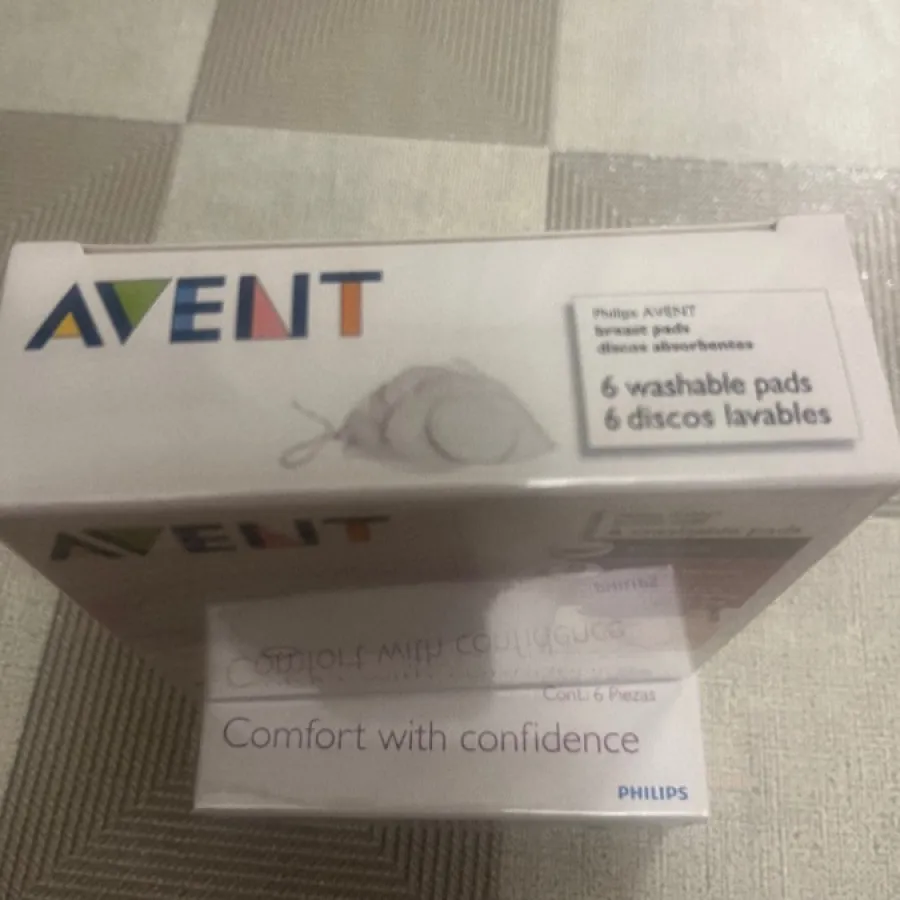 AVENT
Philips AVENT
breast pads
discos absorbentes
6 washable pads
6 discos lavables
AVENT
Comfort with confidence
Cont. 6 Piezas
Comfort with confidence
PHILIPS